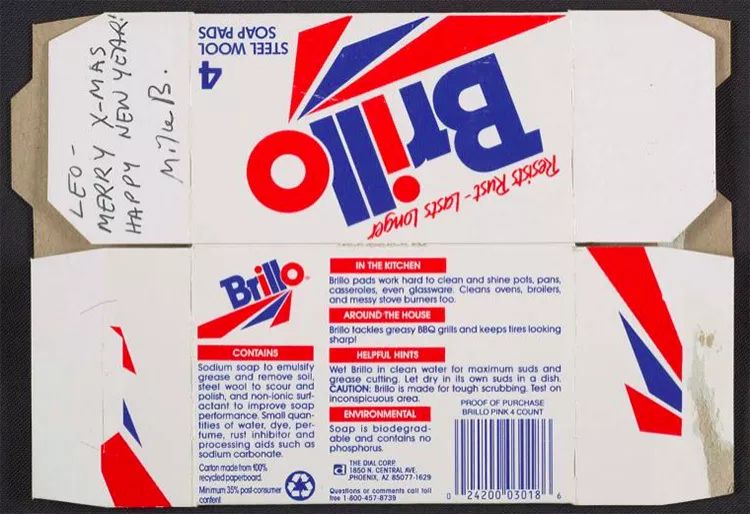 LEO -
MERRY X-MAS
HAPPY NEW YEAR!
Mike B.
4
STEEL WOOL
SOAP PADS
Brillo
Resists Rust - Lasts Longer
Brillo
CONTAINS
Sodium soap to emulsify
grease and remove soil,
steel wool to scour and
polish, and non-ionic surf-
actant to improve soap
performance. Small quan-
tities of water, dye, per-
fume, rust inhibitor and
processing aids such as
sodium carbonate.
Carton made from 100%
recycled paperboard.
Minimum 35% post-consumer
content
IN THE KITCHEN
Brillo pads work hard to clean and shine pots, pans,
casseroles, even glassware. Cleans ovens, broilers,
and messy stove burners too.
AROUND THE HOUSE
Brillo tackles greasy BBQ grills and keeps tires looking
sharp!
HELPFUL HINTS
Wet Brillo in clean water for maximum suds and
grease cutting. Let dry in its own suds in a dish.
CAUTION: Brillo is made for tough scrubbing. Test on
inconspicuous area.
ENVIRONMENTAL
Soap is biodegrad-
able and contains no
phosphorus.
THE DIAL CORP.
1850 N. CENTRAL AVE.
PHOENIX, AZ 85077-1629
Questions or comments call toll
free 1-800-457-8739
PROOF OF PURCHASE
BRILLO PINK 4 COUNT
0 24200 03018 6